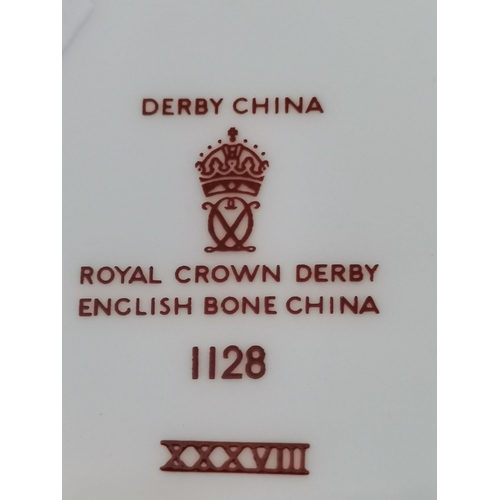 DERBY CHINA
ROYAL CROWN DERBY
ENGLISH BONE CHINA
1128
XXXVIII